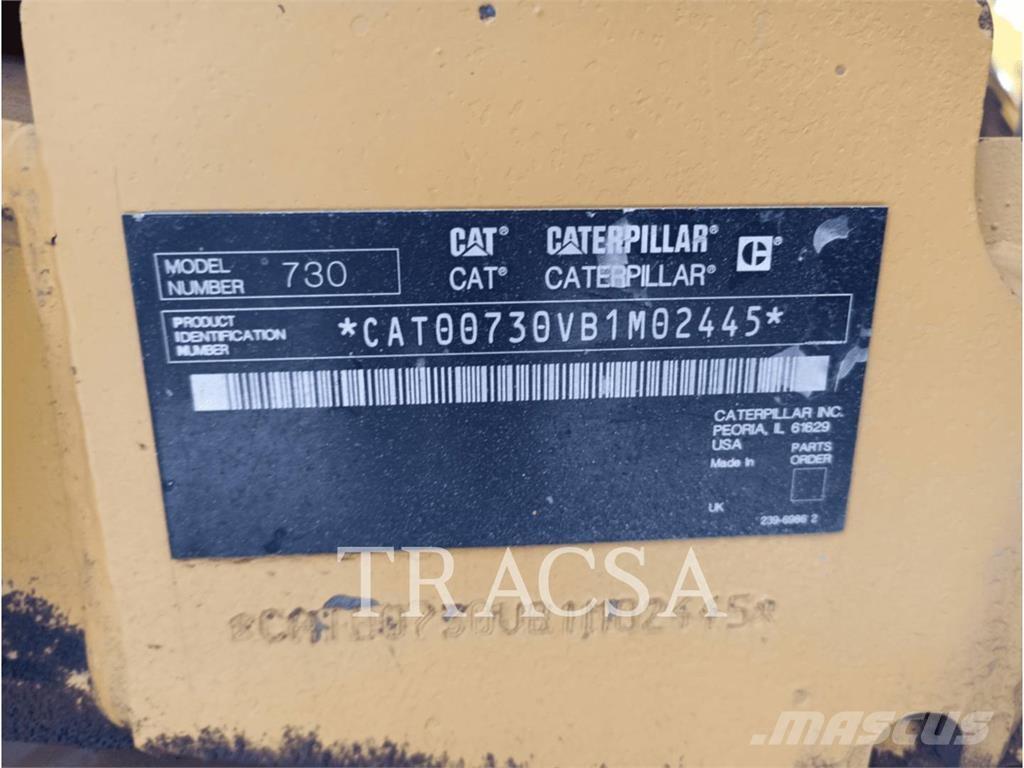 CAT® CATERPILLAR®
CAT® CATERPILLAR®
MODEL NUMBER 730
PRODUCT IDENTIFICATION NUMBER *CAT00730VB1M02445*
CATERPILLAR INC.
PEORIA, IL 61629
USA
Made In
PARTS ORDER
UK
239-6986 2
TRACSA
*CAT00730VB1M02445*
mascus